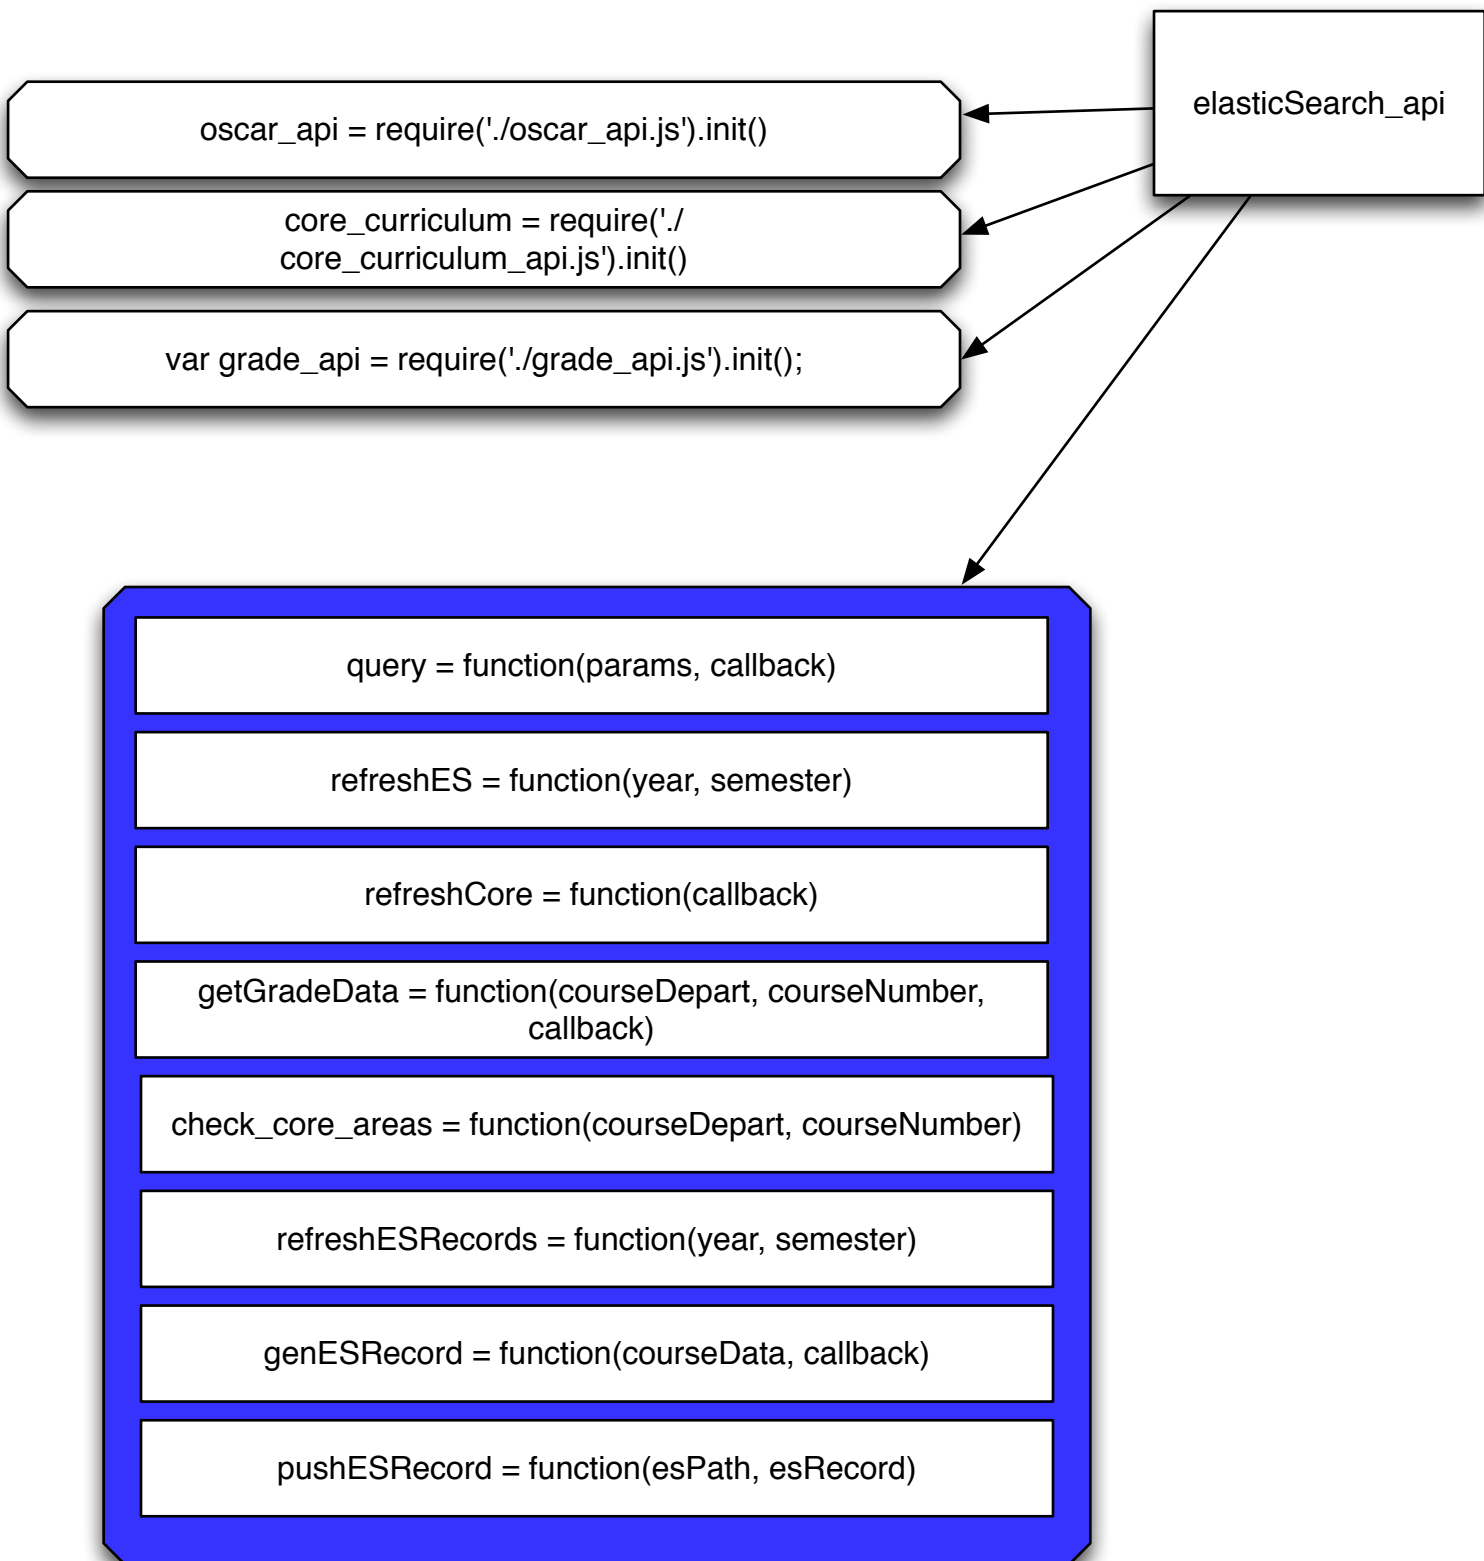 elasticSearch_api
oscar_api = require('./oscar_api.js').init()
core_curriculum = require('./
core_curriculum_api.js').init()
var grade_api = require('./grade_api.js').init();
query = function(params, callback)
refreshES = function(year, semester)
refreshCore = function(callback)
getGradeData = function(courseDepart, courseNumber,
callback)
check_core_areas = function(courseDepart, courseNumber)
refreshESRecords = function(year, semester)
genESRecord = function(courseData, callback)
pushESRecord = function(esPath, esRecord)